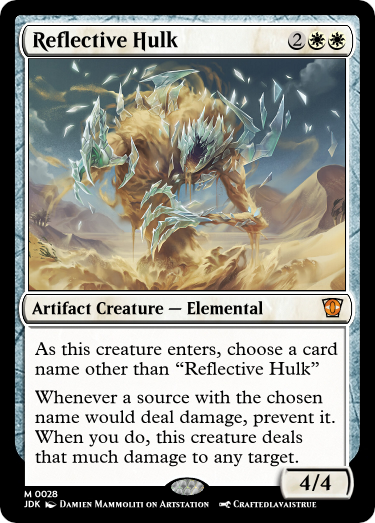 Reflective Hulk 2
Artifact Creature — Elemental
As this creature enters, choose a card
name other than “Reflective Hulk”
Whenever a source with the chosen
name would deal damage, prevent it.
When you do, this creature deals
that much damage to any target.
4/4
M 0028
JDK Damien Mammoliti on Artstation Craftedlavaistrue